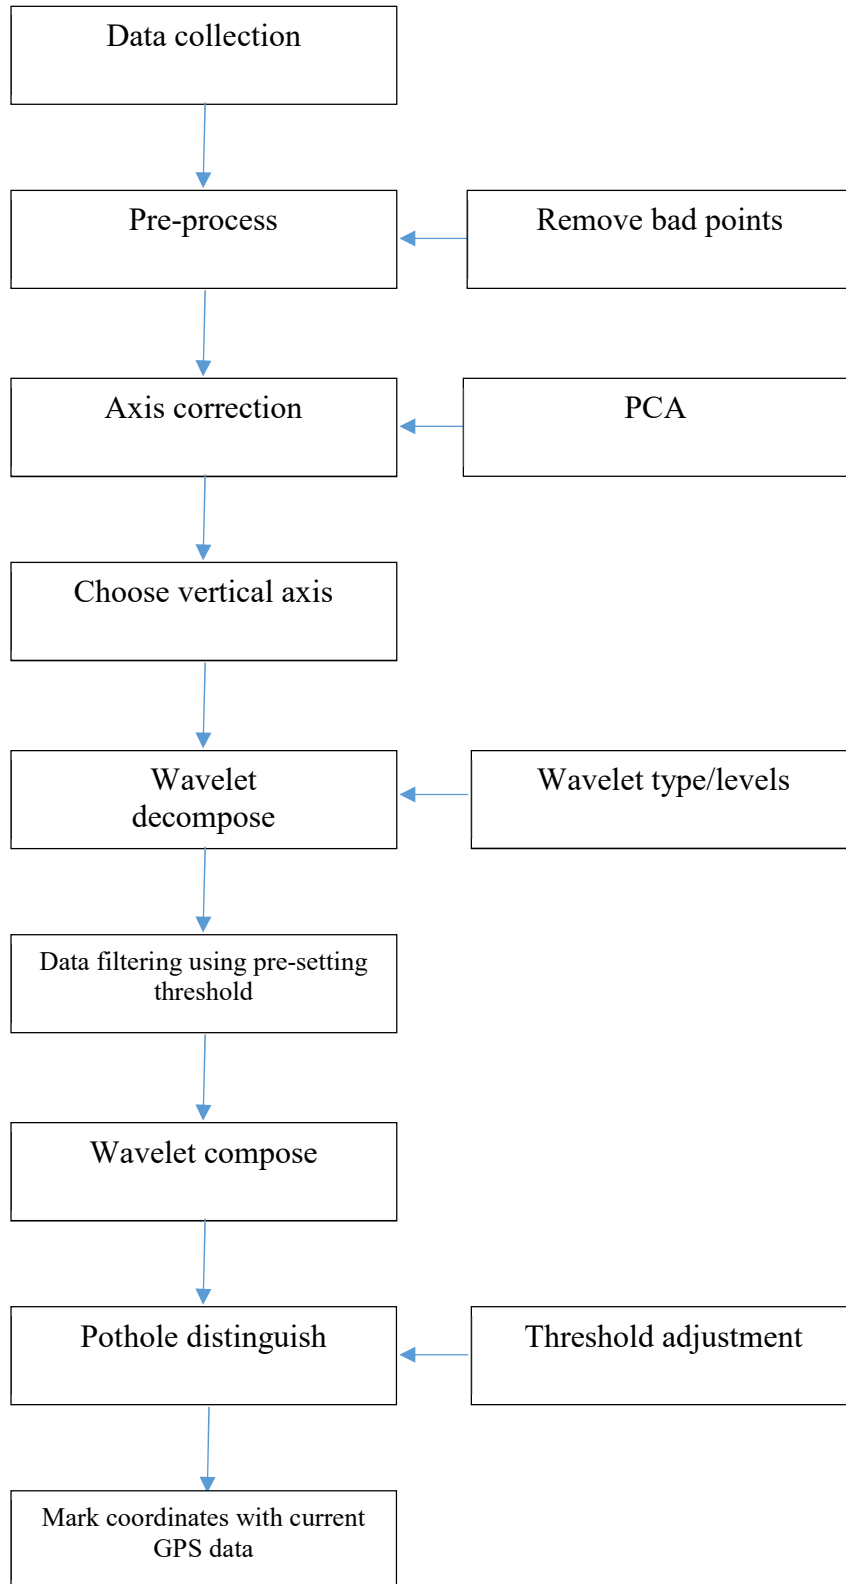 Data collection
Pre-process
Remove bad points
Axis correction
PCA
Choose vertical axis
Wavelet
decompose
Wavelet type/levels
Data filtering using pre-setting
threshold
Wavelet compose
Pothole distinguish
Threshold adjustment
Mark coordinates with current
GPS data